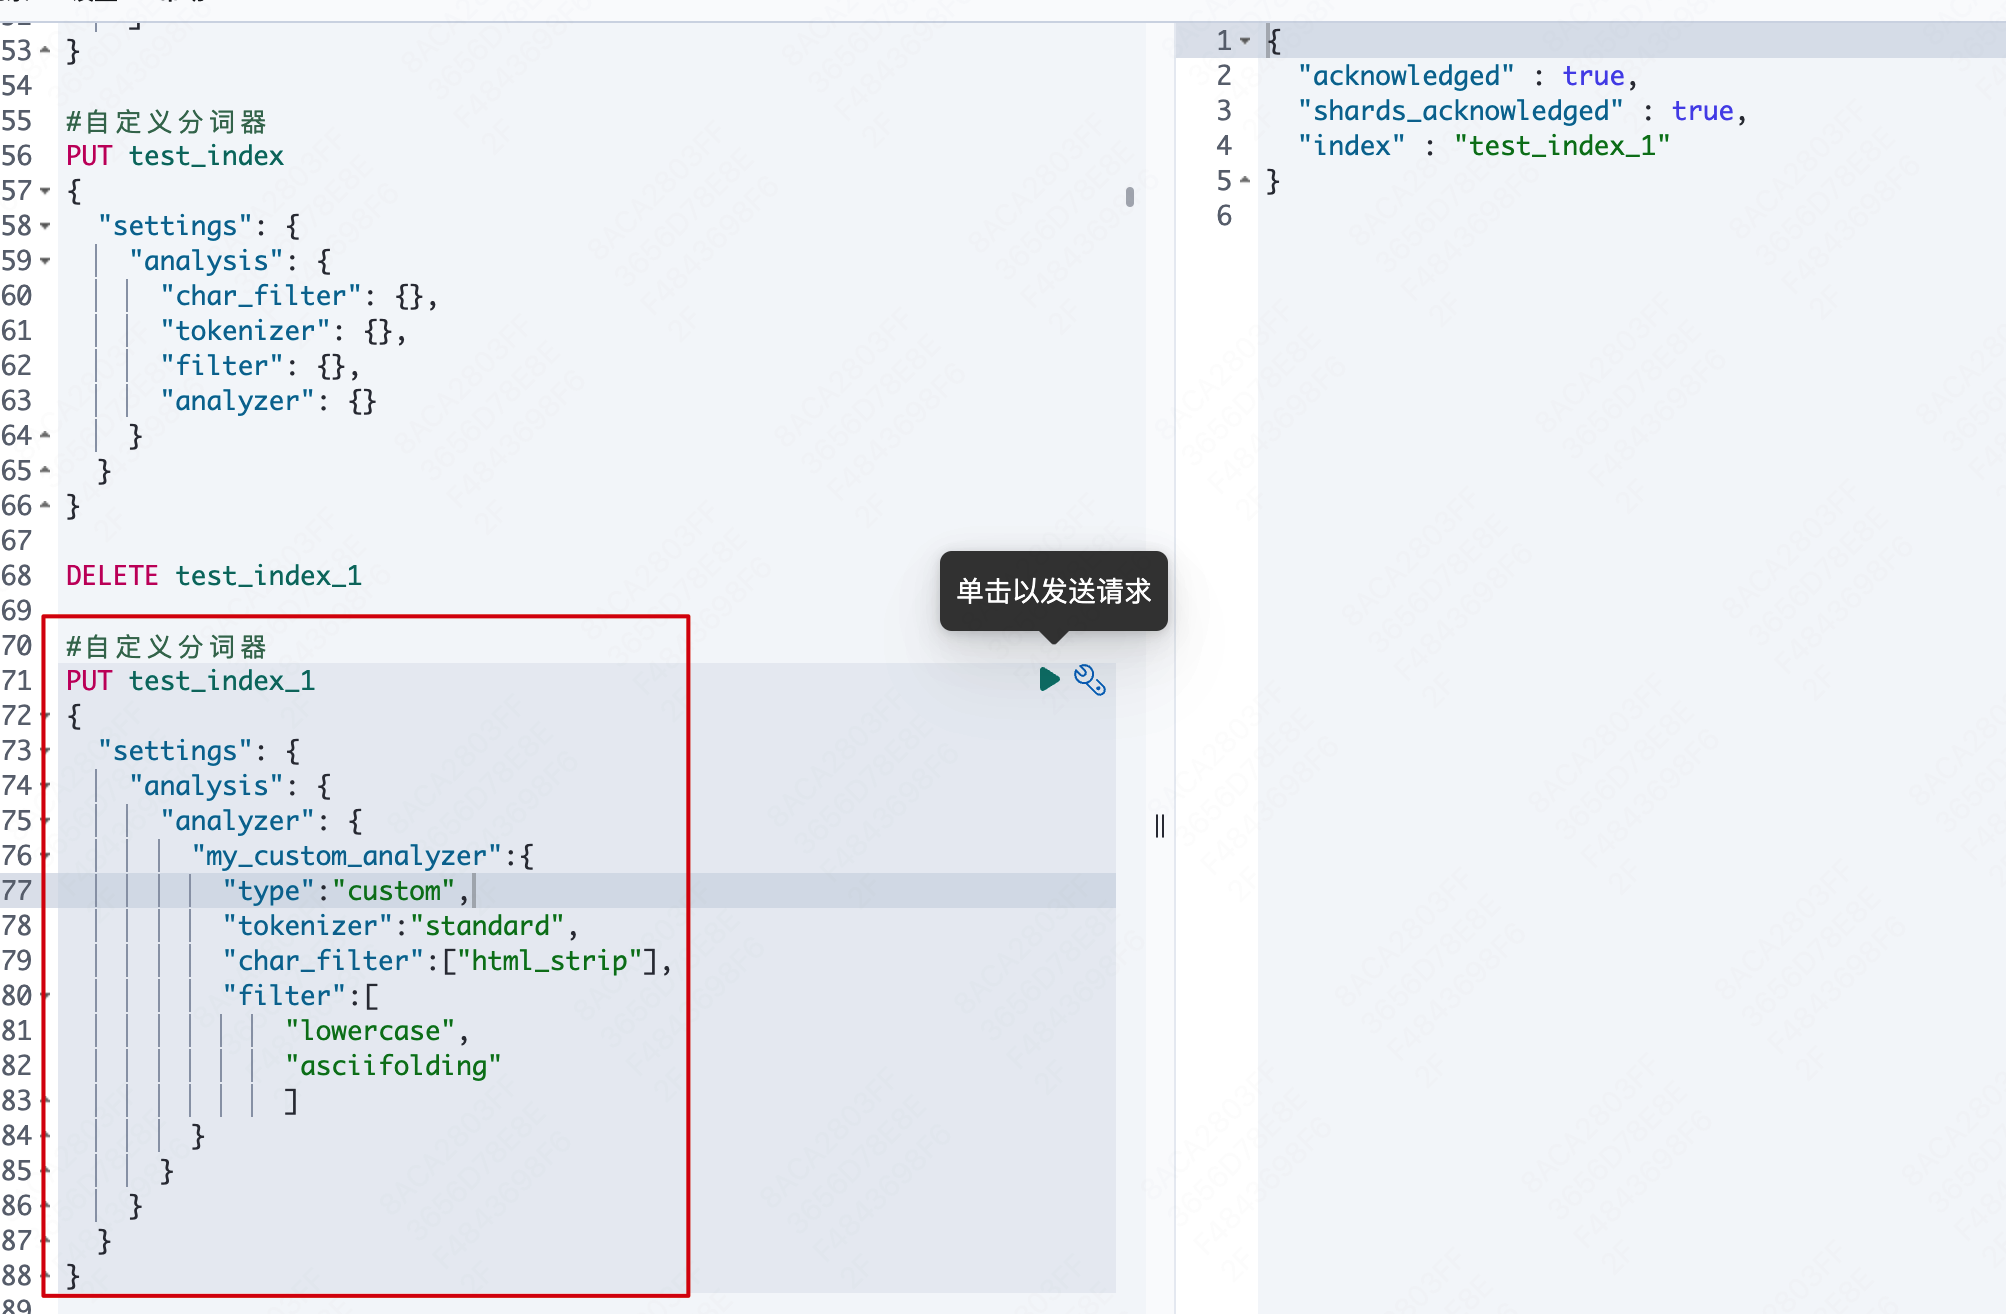 53 }
54
55 #自定义分词器
56 PUT test_index
57 {
58 "settings": {
59 "analysis": {
60 "char_filter": {},
61 "tokenizer": {},
62 "filter": {},
63 "analyzer": {}
64 }
65 }
66 }
67
68 DELETE test_index_1
69
70 #自定义分词器
71 PUT test_index_1
72 {
73 "settings": {
74 "analysis": {
75 "analyzer": {
76 "my_custom_analyzer":{
77 "type":"custom",
78 "tokenizer":"standard",
79 "char_filter":["html_strip"],
80 "filter":[
81 "lowercase",
82 "asciifolding"
83 ]
84 }
85 }
86 }
87 }
88 }
89
单击以发送请求
1 {
2 "acknowledged" : true,
3 "shards_acknowledged" : true,
4 "index" : "test_index_1"
5 }
6